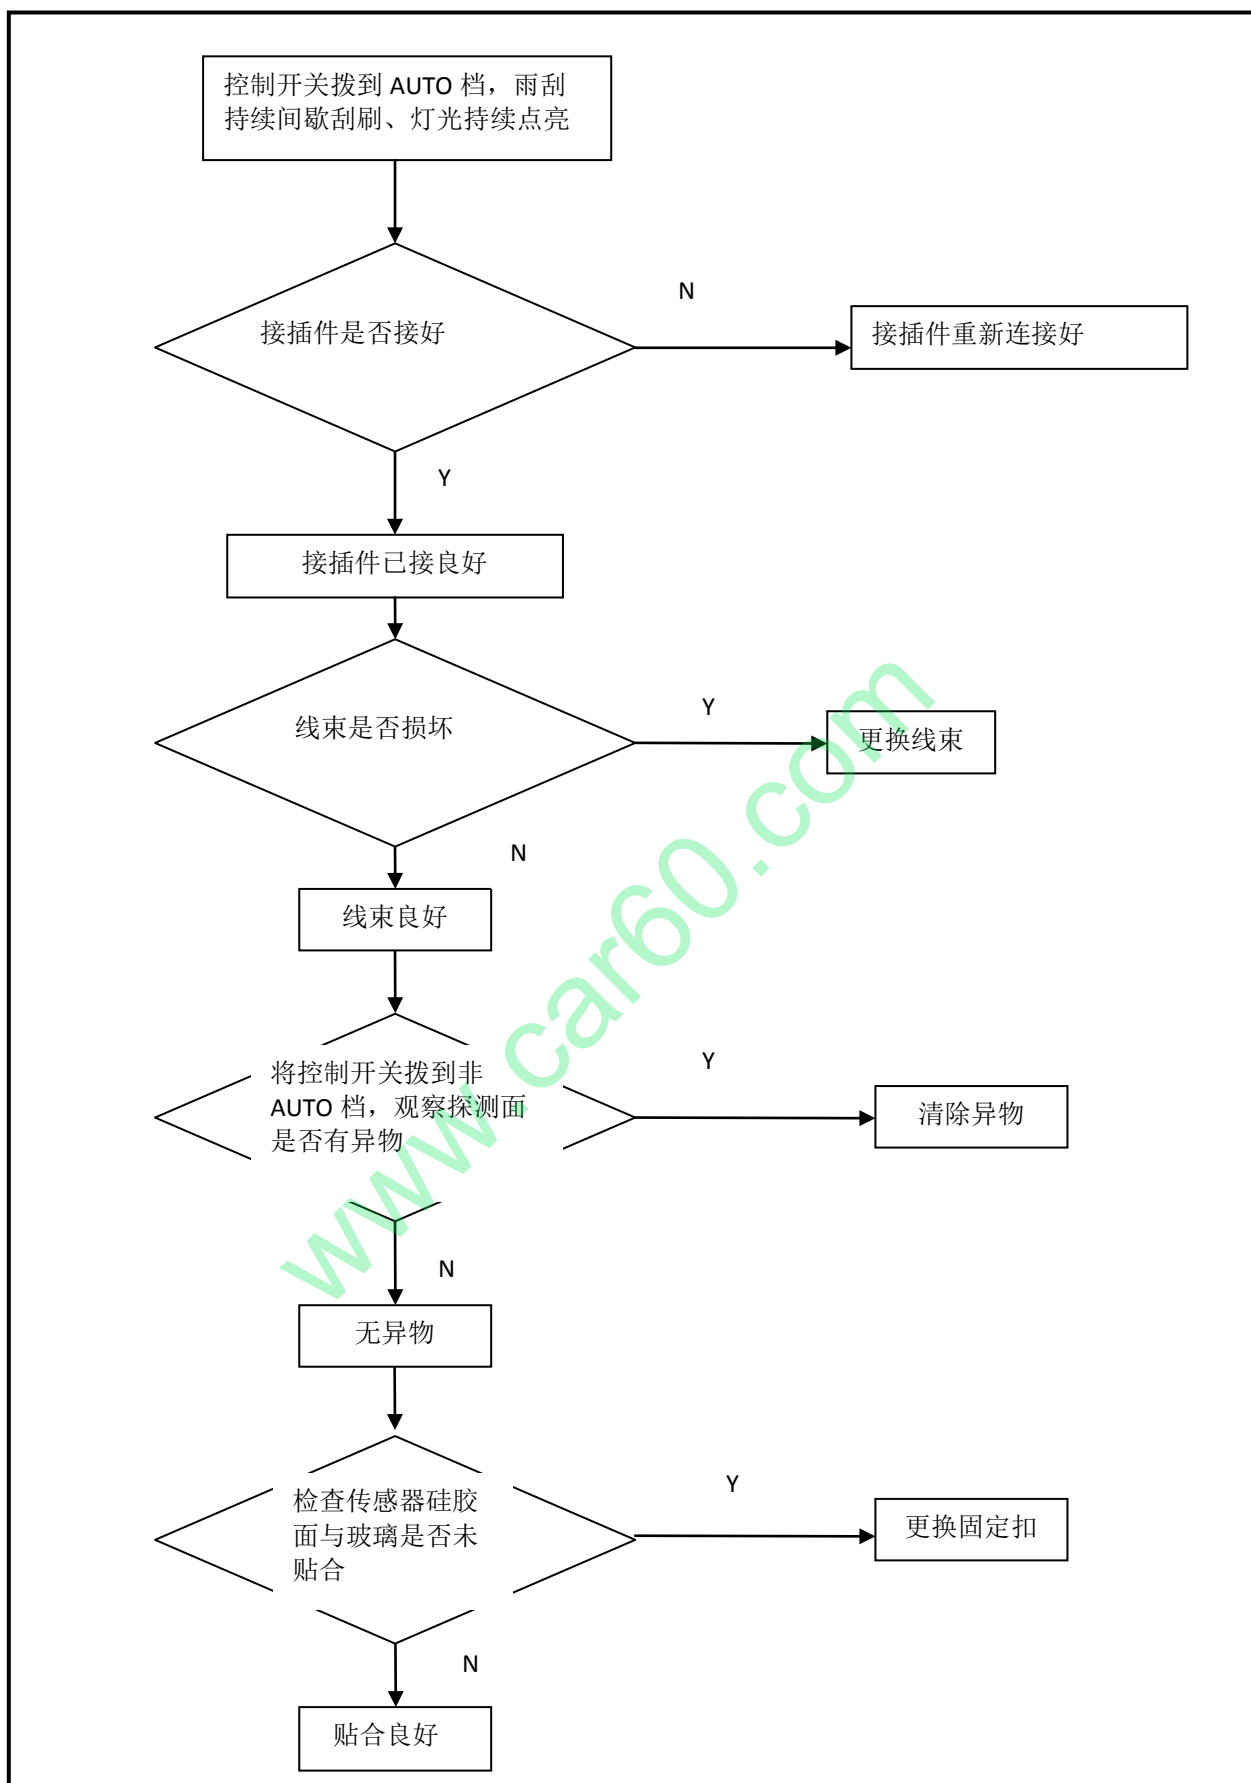 控制开关拨到 AUTO 档，雨刮
持续间歇刮刷、灯光持续点亮
N
接插件是否接好
接插件重新连接好
Y
接插件已接良好
Y
线束是否损坏
更换线束
N
线束良好
Y
将控制开关拨到非
AUTO 档，观察探测面
是否有异物
清除异物
N
无异物
Y
检查传感器硅胶
面与玻璃是否未
贴合
更换固定扣
N
贴合良好
www.car60.com